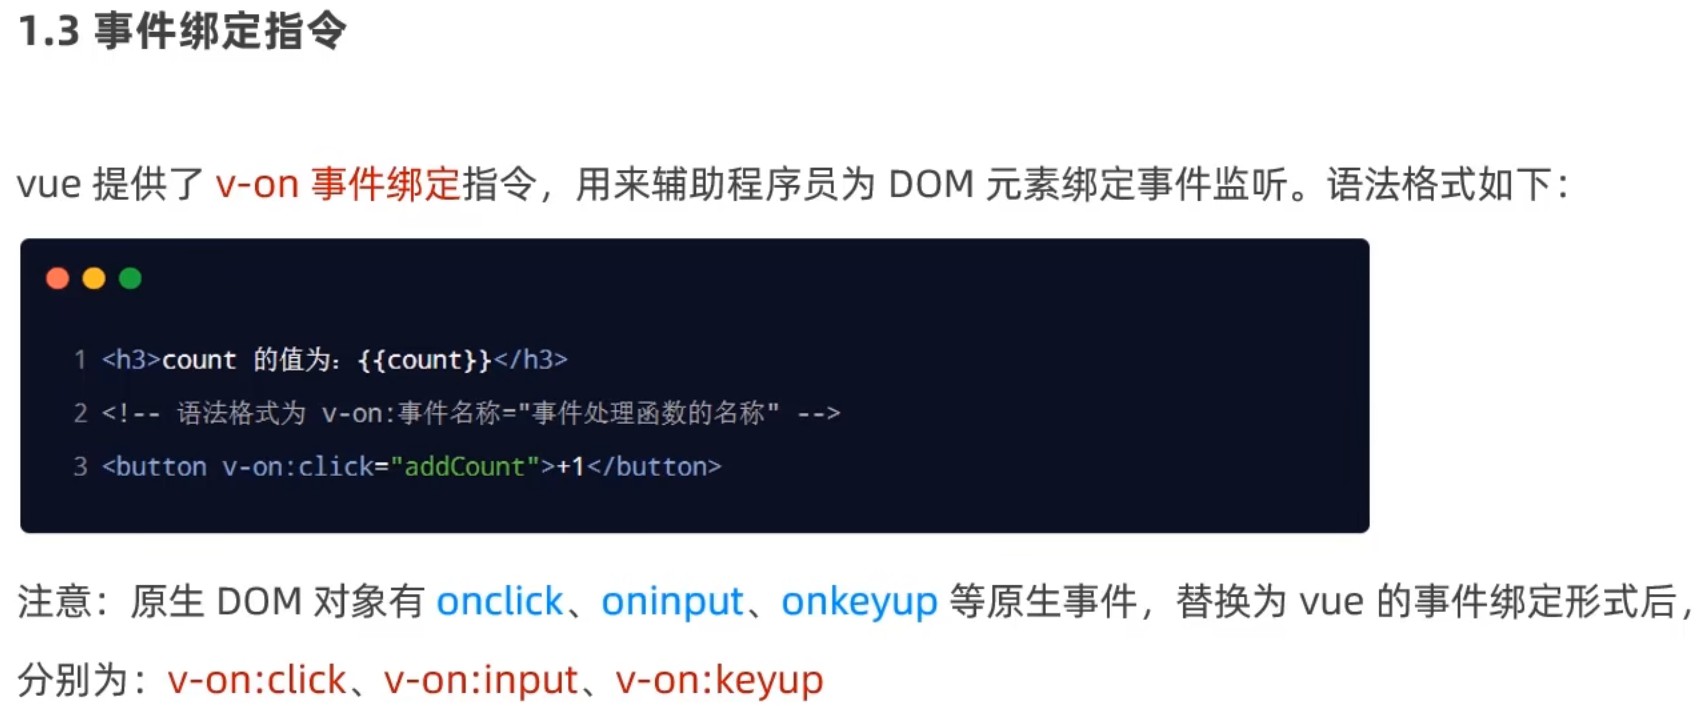 1.3 事件绑定指令
vue 提供了 v-on 事件绑定指令，用来辅助程序员为 DOM 元素绑定事件监听。语法格式如下：
1 <h3>count 的值为：{{count}}</h3>
2 <!-- 语法格式为 v-on:事件名称="事件处理函数的名称" -->
3 <button v-on:click="addCount">+1</button>
注意：原生 DOM 对象有 onclick、oninput、onkeyup 等原生事件，替换为 vue 的事件绑定形式后，
分别为：v-on:click、v-on:input、v-on:keyup